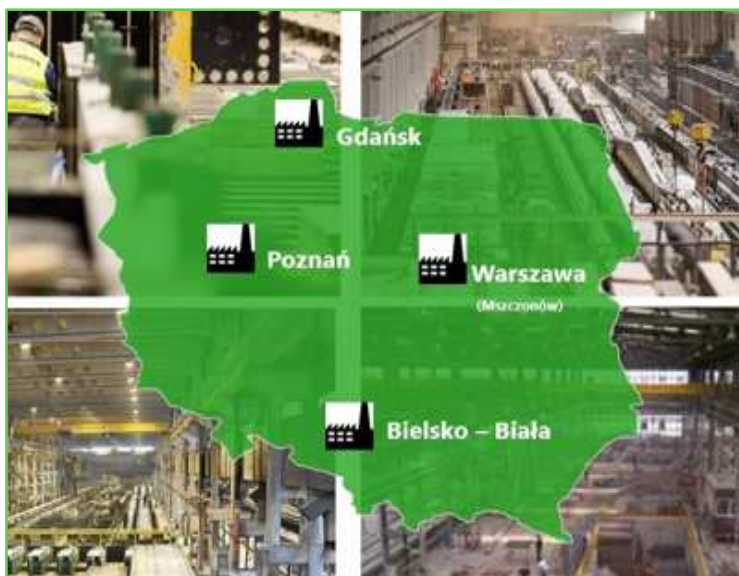 Gdańsk
Poznań
Warszawa
(Mszczonów)
Bielsko – Biała